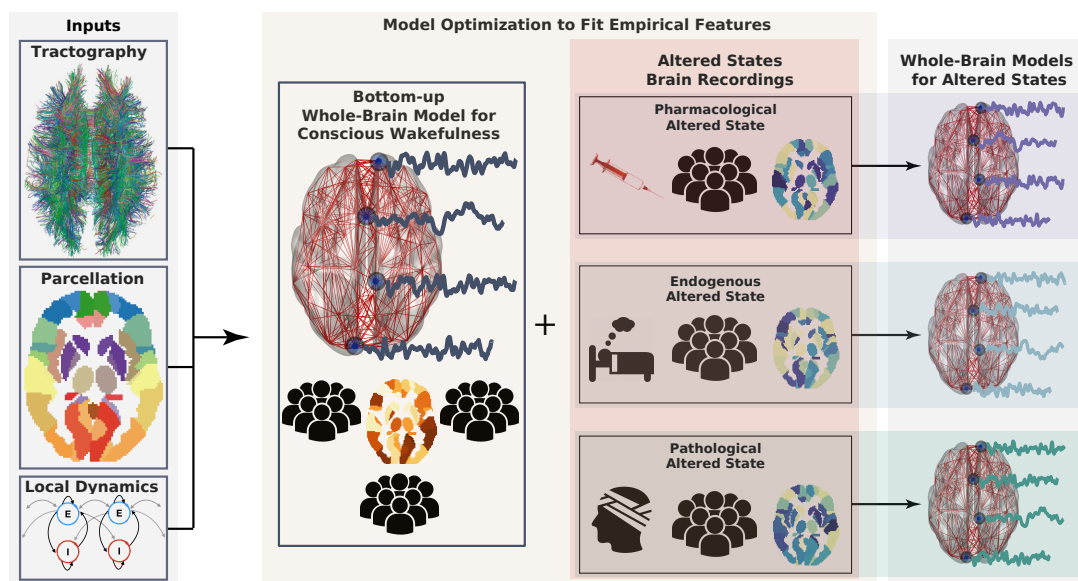 Inputs
Tractography
Parcellation
Local Dynamics
E
E
I
I
Model Optimization to Fit Empirical Features
Bottom-up
Whole-Brain Model for
Conscious Wakefulness
+
Altered States
Brain Recordings
Pharmacological
Altered State
Endogenous
Altered State
Pathological
Altered State
Whole-Brain Models
for Altered States